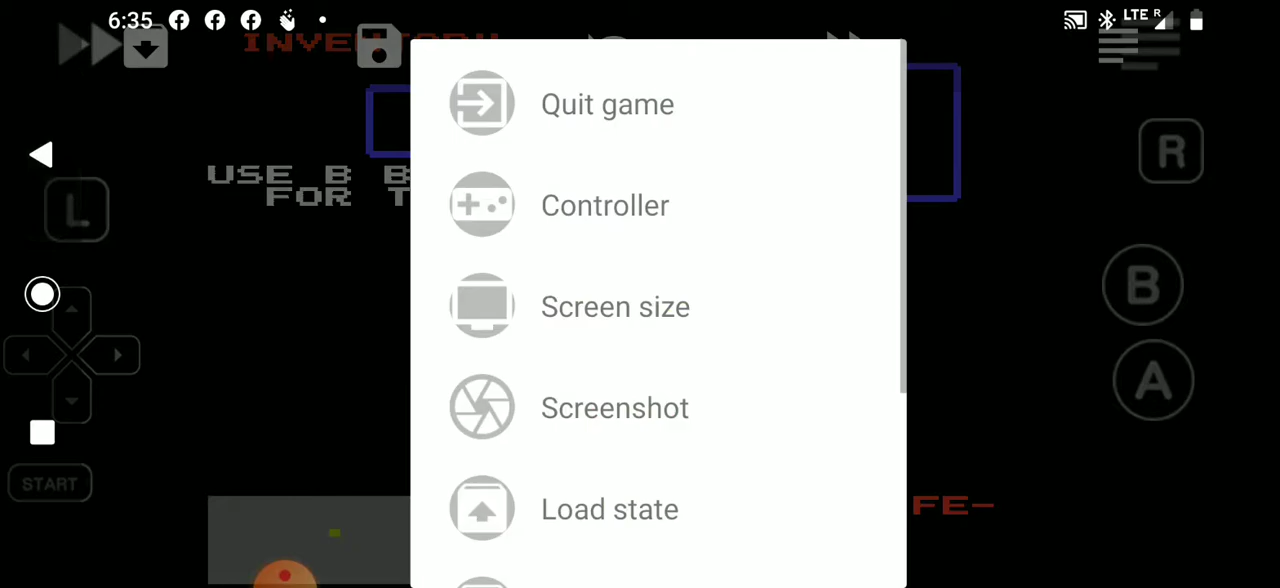 6:35
LTE R
INVENTORY
Quit game
R
Controller
USE B B
FOR T
L
B
Screen size
A
Screenshot
START
Load state
FE-